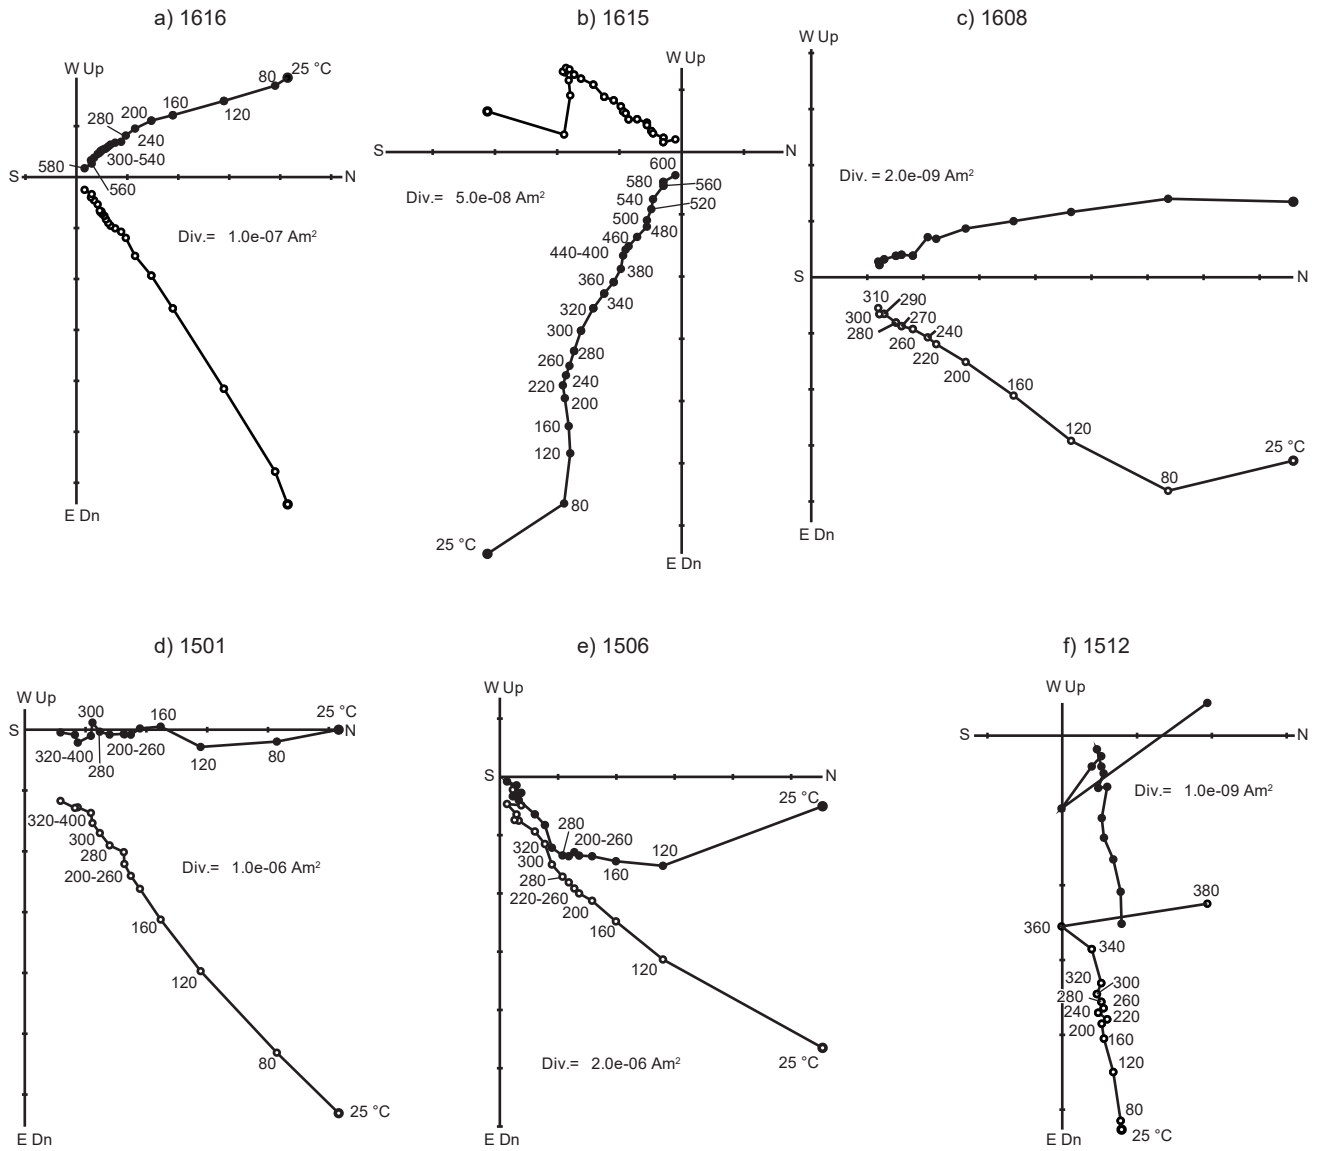 a) 1616
W Up
25 °C
80
160
120
200
280
240
300-540
580
560
S
N
Div.= 1.0e-07 Am²
E Dn
b) 1615
W Up
S
N
Div.= 5.0e-08 Am²
600
580
560
540
520
500
480
460
440-400
380
360
340
320
300
280
260
240
220
200
160
120
80
25 °C
E Dn
c) 1608
W Up
Div. = 2.0e-09 Am²
S
N
310
290
300
270
280
240
260
220
200
160
120
25 °C
80
E Dn
d) 1501
W Up
S
300
160
25 °C
N
320-400
200-260
280
120
80
320-400
300
280
200-260
Div.= 1.0e-06 Am²
160
120
80
25 °C
E Dn
e) 1506
W Up
S
N
25 °C
280
200-260
120
320
160
300
280
220-260
200
160
120
Div.= 2.0e-06 Am²
25 °C
E Dn
f) 1512
W Up
S
N
Div.= 1.0e-09 Am²
380
360
340
320
300
280
260
240
220
200
160
120
80
25 °C
E Dn